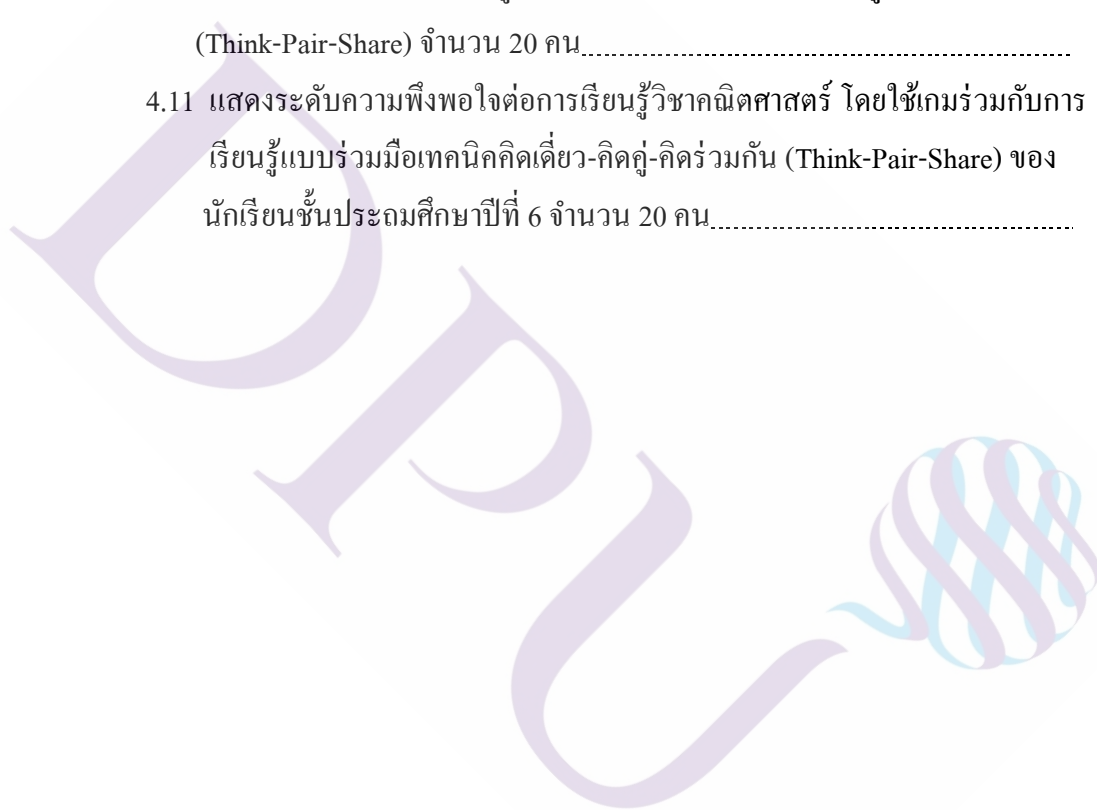 (Think-Pair-Share) จำนวน 20 คน
4.11 แสดงระดับความพึงพอใจต่อการเรียนรู้วิชาคณิตศาสตร์ โดยใช้เกมร่วมกับการ
เรียนรู้แบบร่วมมือเทคนิคคิดเดี่ยว-คิดคู่-คิดร่วมกัน (Think-Pair-Share) ของ
นักเรียนชั้นประถมศึกษาปีที่ 6 จำนวน 20 คน
DPU